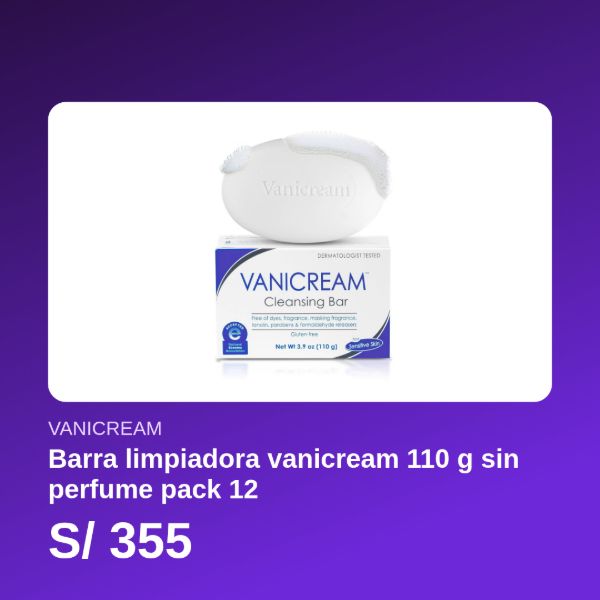 Vanicream
DERMATOLOGIST TESTED
VANICREAM™
Cleansing Bar
Free of dyes, fragrance, masking fragrance,
lanolin, parabens & formaldehyde releasers
Gluten free
Net Wt 3.9 oz (110 g)
Sensitive Skin
VANICREAM
Barra limpiadora vanicream 110 g sin
perfume pack 12
S/ 355